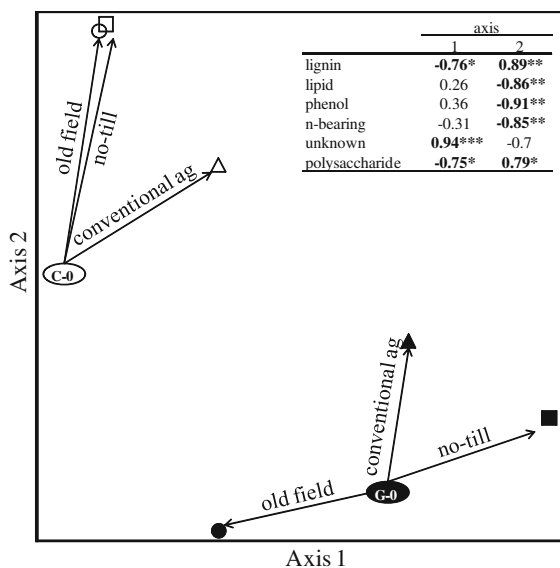 axis
1 2
lignin -0.76* 0.89**
lipid 0.26 -0.86**
phenol 0.36 -0.91**
n-bearing -0.31 -0.85**
unknown 0.94*** -0.7
polysaccharide -0.75* 0.79*
old field
no-till
conventional ag
C-0
Axis 2
conventional ag
no-till
old field
G-0
Axis 1